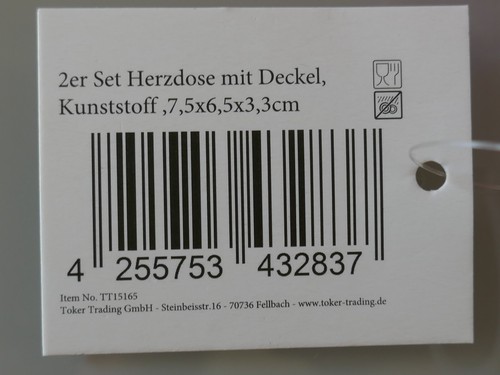 2er Set Herzdose mit Deckel,
Kunststoff ,7,5x6,5x3,3cm
4 255753 432837
Item No. TT15165
Toker Trading GmbH - Steinbeisstr.16 - 70736 Fellbach - www.toker-trading.de